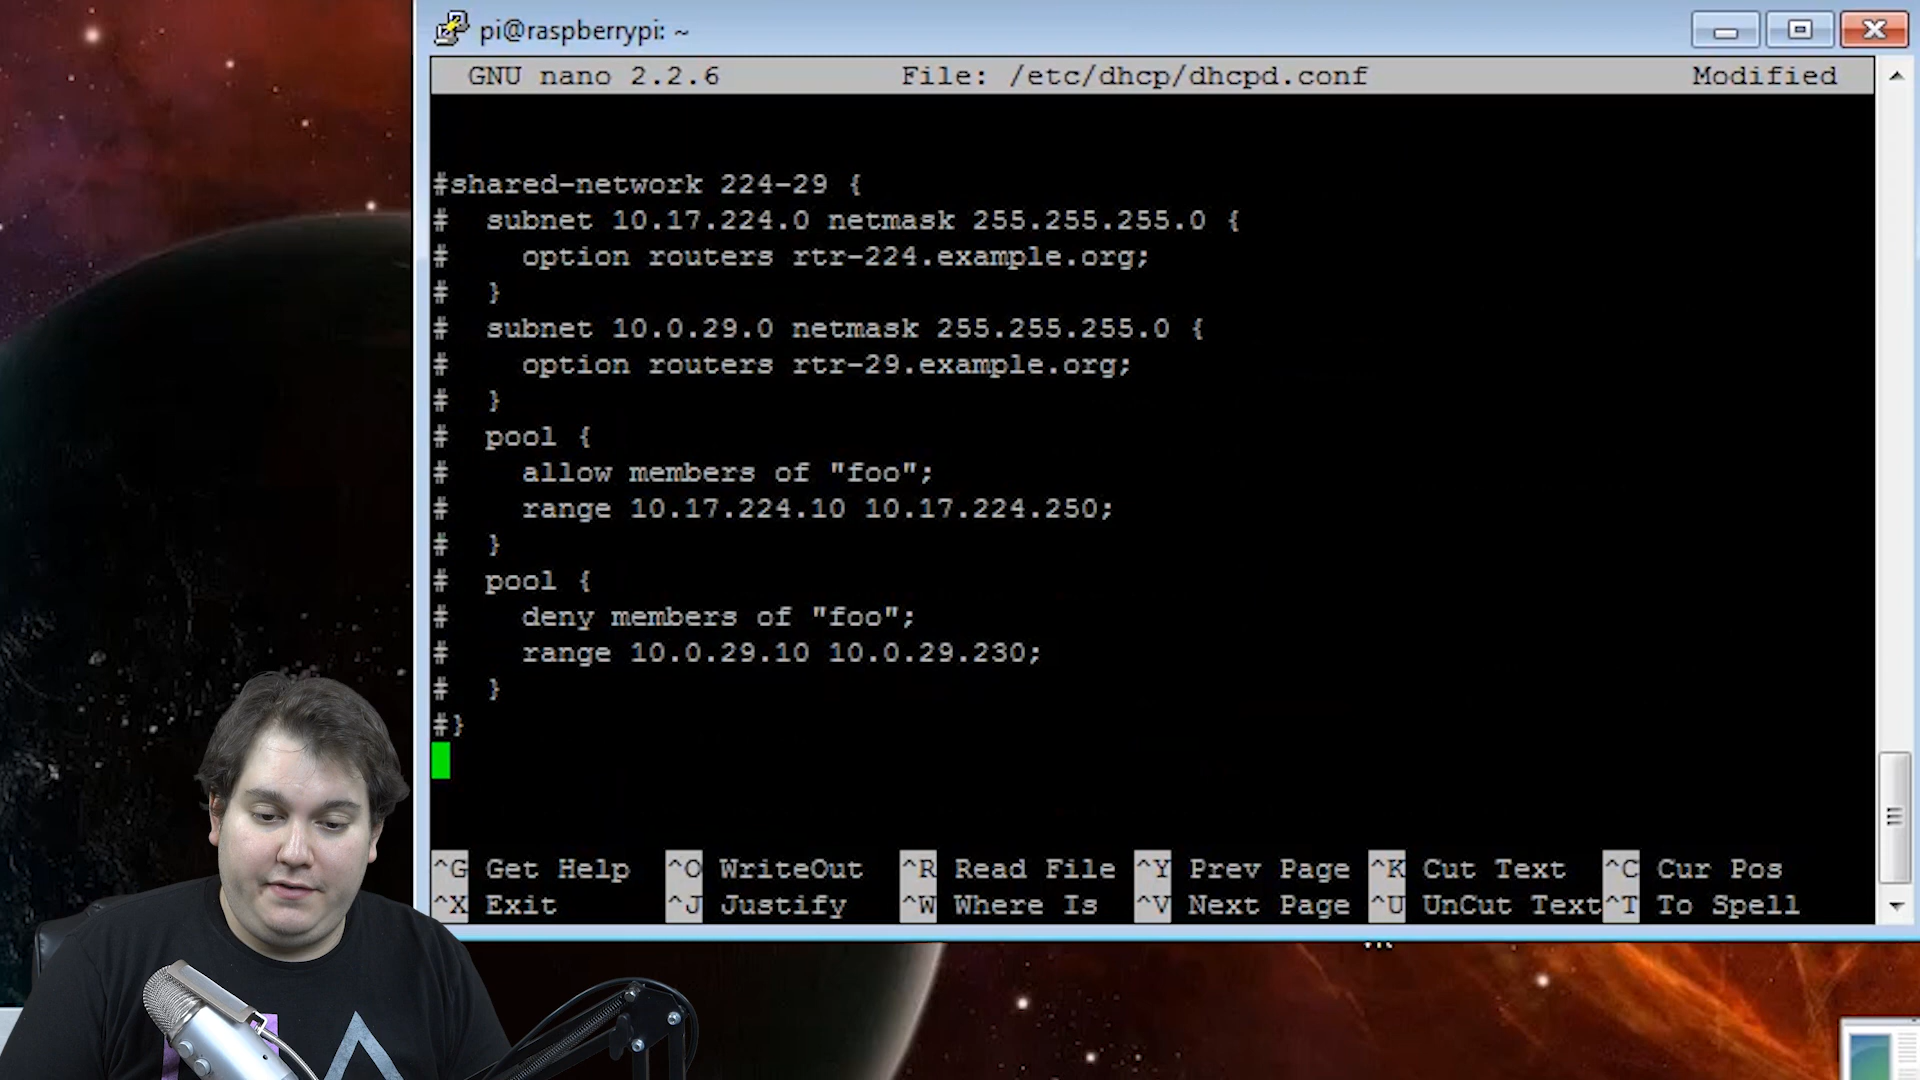 pi@raspberrypi: ~
GNU nano 2.2.6 File: /etc/dhcp/dhcpd.conf Modified
#shared-network 224-29 {
#  subnet 10.17.224.0 netmask 255.255.255.0 {
#    option routers rtr-224.example.org;
#  }
#  subnet 10.0.29.0 netmask 255.255.255.0 {
#    option routers rtr-29.example.org;
#  }
#  pool {
#    allow members of "foo";
#    range 10.17.224.10 10.17.224.250;
#  }
#  pool {
#    deny members of "foo";
#    range 10.0.29.10 10.0.29.230;
#  }
#}
^G Get Help ^O WriteOut ^R Read File ^Y Prev Page ^K Cut Text ^C Cur Pos
^X Exit ^J Justify ^W Where Is ^V Next Page ^U UnCut Text ^T To Spell